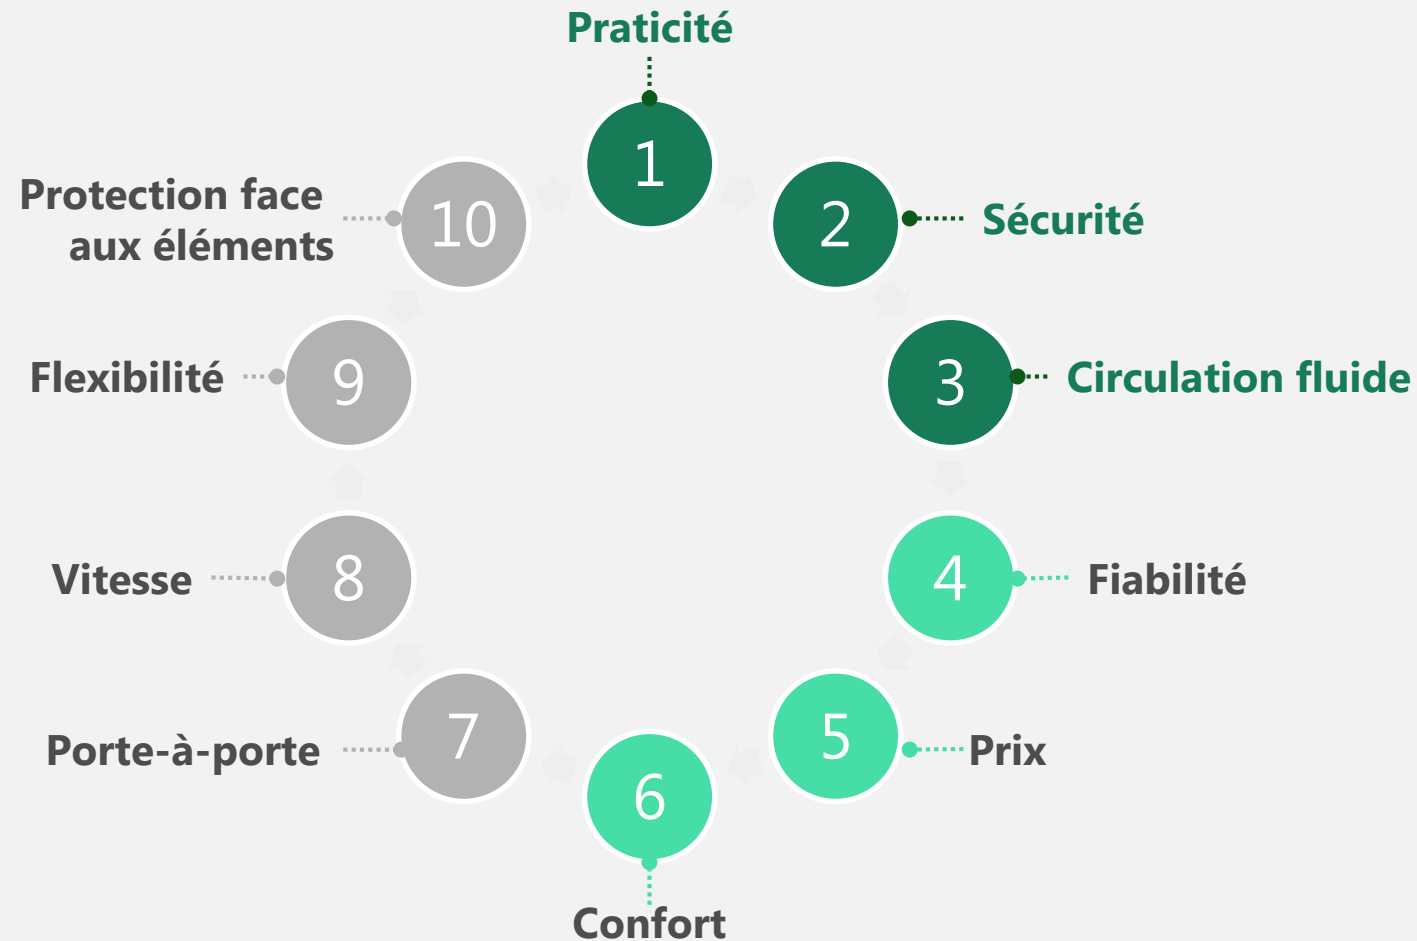 Praticité
1
2
Sécurité
3
Circulation fluide
4
Fiabilité
5
Prix
6
Confort
7
Porte-à-porte
8
Vitesse
9
Flexibilité
10
Protection face
aux éléments